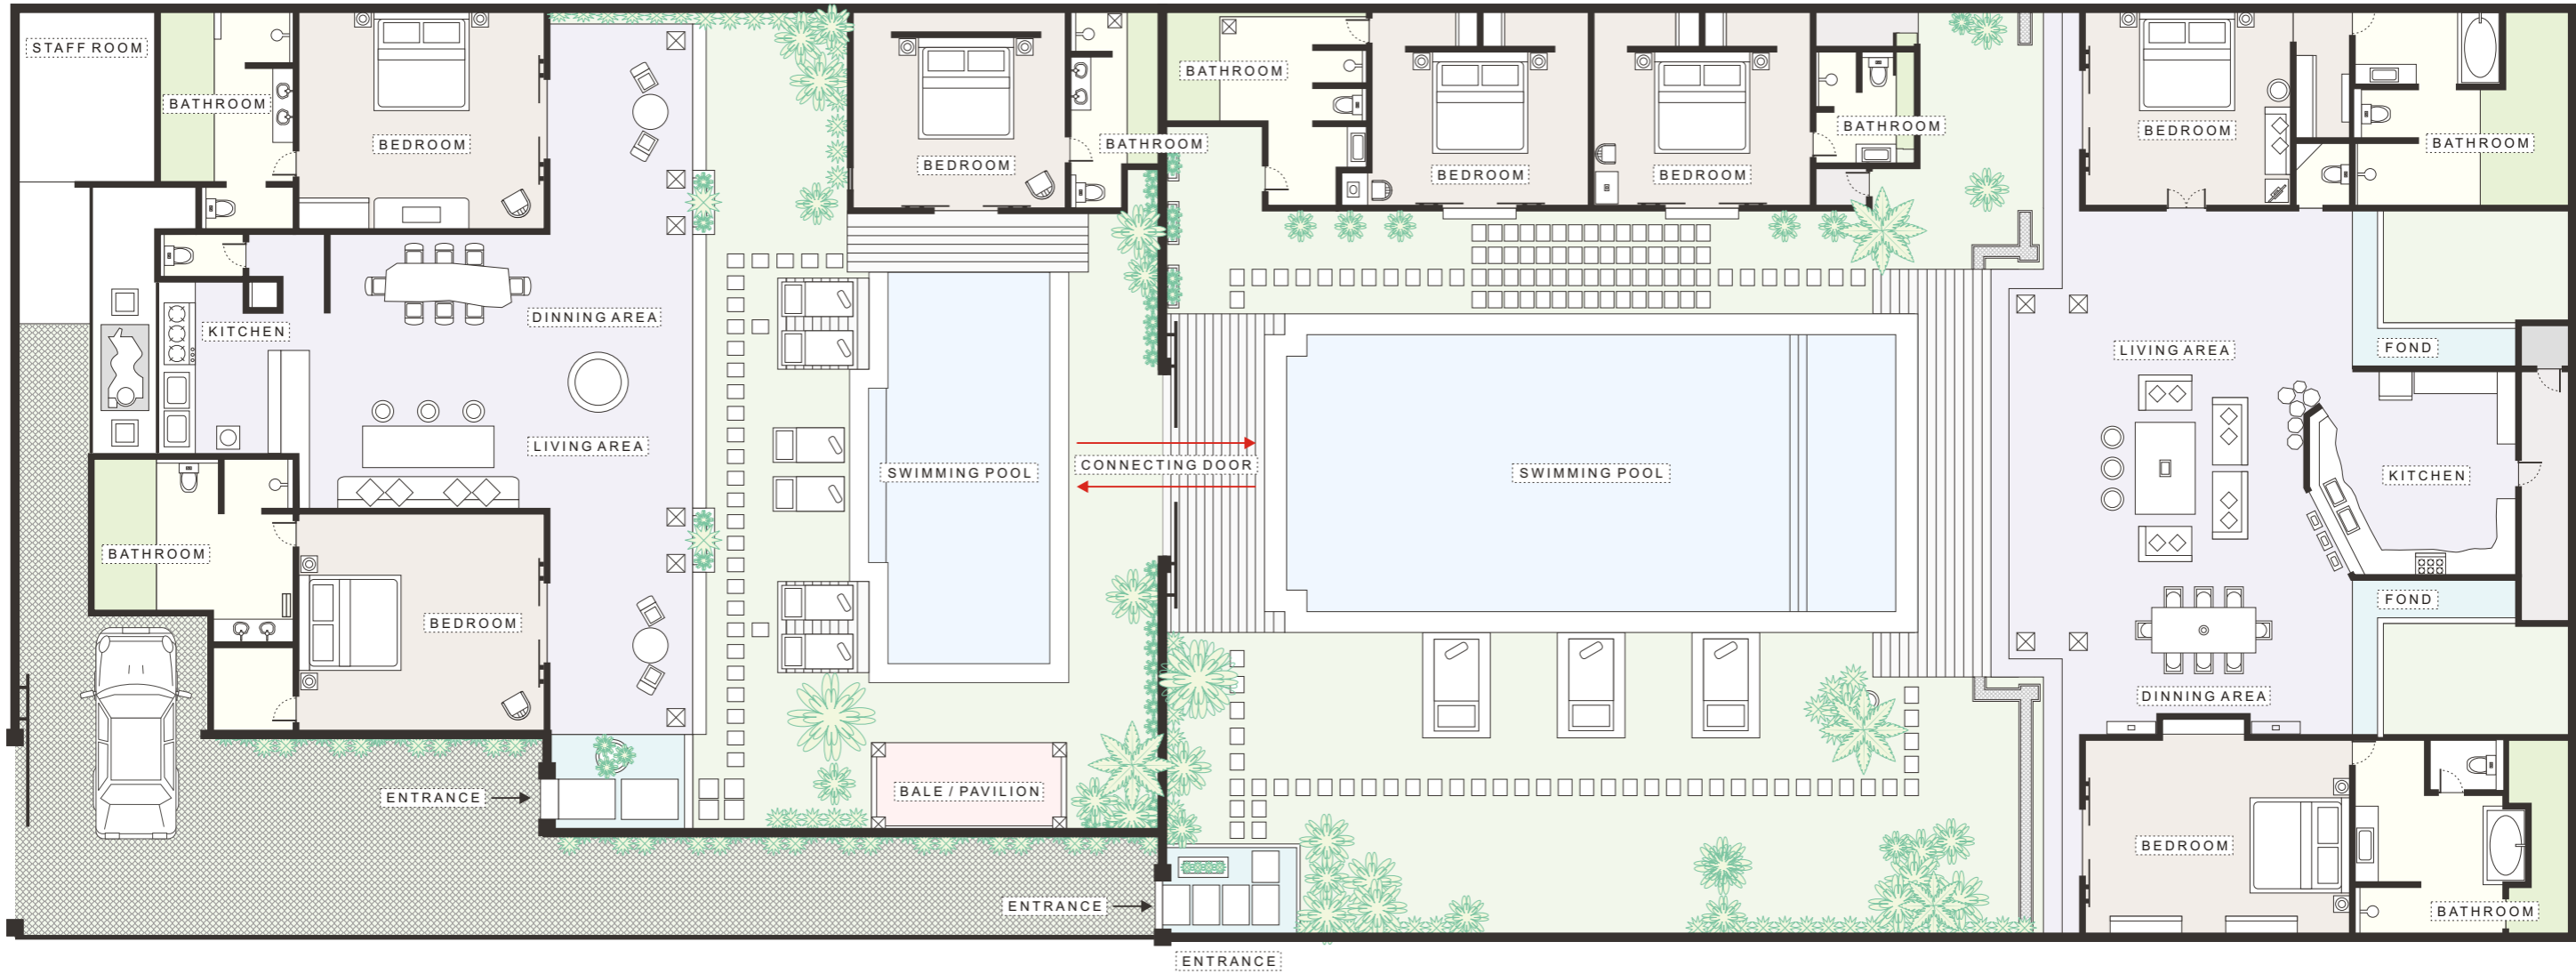 STAFF ROOM
BATHROOM
BEDROOM
BEDROOM
BATHROOM
BATHROOM
BEDROOM
BEDROOM
BATHROOM
BEDROOM
BATHROOM
KITCHEN
DINNING AREA
LIVING AREA
SWIMMING POOL
CONNECTING DOOR
SWIMMING POOL
LIVING AREA
FOND
KITCHEN
FOND
DINNING AREA
BATHROOM
BEDROOM
ENTRANCE
BALE / PAVILION
ENTRANCE
BEDROOM
BATHROOM
ENTRANCE